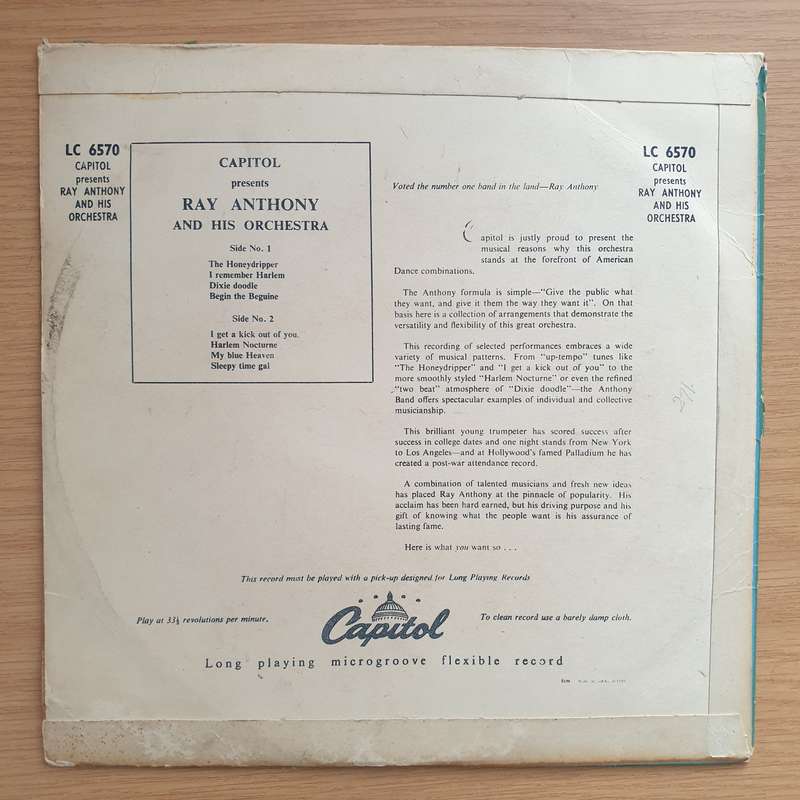 LC 6570
CAPITOL
presents
RAY ANTHONY
AND HIS
ORCHESTRA
CAPITOL
presents
RAY ANTHONY
AND HIS ORCHESTRA
Side No. 1
The Honeydripper
I remember Harlem
Dixie doodle
Begin the Beguine
Side No. 2
I get a kick out of you.
Harlem Nocturne
My blue Heaven
Sleepy time gal
LC 6570
CAPITOL
presents
RAY ANTHONY
AND HIS
ORCHESTRA
Voted the number one band in the land—Ray Anthony
Capitol is justly proud to present the
musical reasons why this orchestra
stands at the forefront of American
Dance combinations.
The Anthony formula is simple—"Give the public what
they want, and give it them the way they want it". On that
basis here is a collection of arrangements that demonstrate the
versatility and flexibility of this great orchestra.
This recording of selected performances embraces a wide
variety of musical patterns. From "up-tempo" tunes like
"The Honeydripper" and "I get a kick out of you" to the
more smoothly styled "Harlem Nocturne" or even the refined
"two beat" atmosphere of "Dixie doodle"—the Anthony
Band offers spectacular examples of individual and collective
musicianship.
This brilliant young trumpeter has scored success after
success in college dates and one night stands from New York
to Los Angeles—and at Hollywood's famed Palladium he has
created a post-war attendance record.
A combination of talented musicians and fresh new ideas
has placed Ray Anthony at the pinnacle of popularity. His
acclaim has been hard earned, but his driving purpose and his
gift of knowing what the people want is his assurance of
lasting fame.
Here is what you want so . . .
This record must be played with a pick-up designed for Long Playing Records
Play at 33⅓ revolutions per minute.
Capitol
To clean record use a barely damp cloth.
Long playing microgroove flexible record